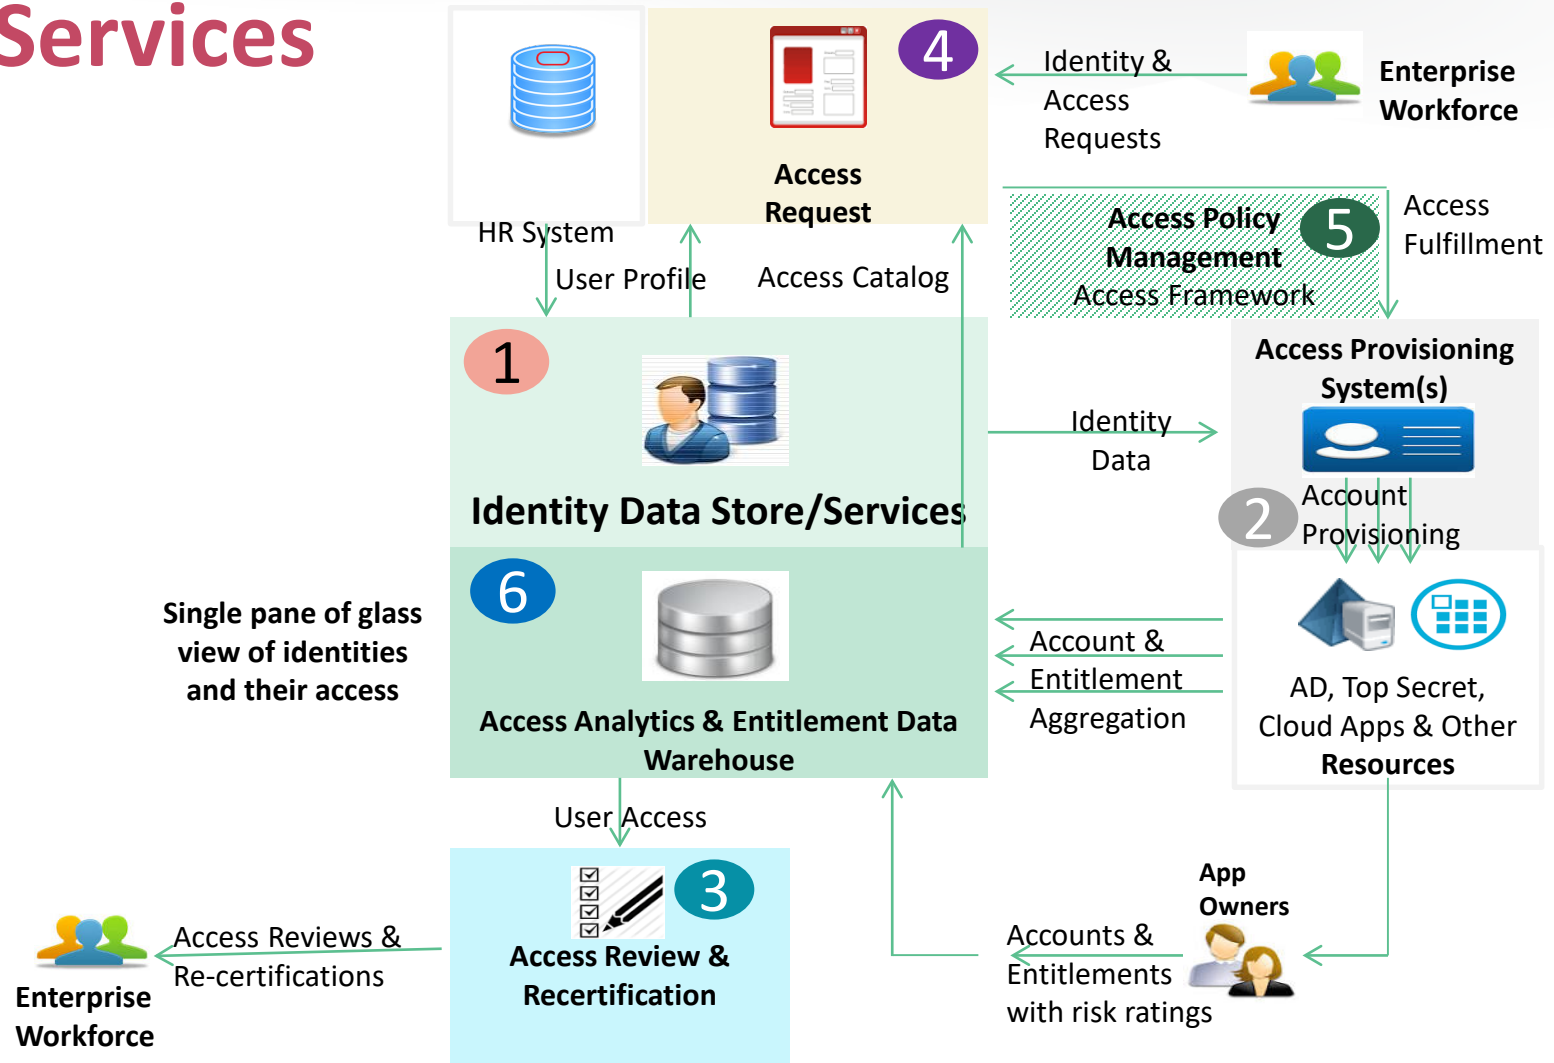 Services
4
Identity &
Access
Requests
Enterprise
Workforce
Access
Request
HR System
User Profile
Access Catalog
Access Policy
Management
Access Framework
5
Access
Fulfillment
1
Identity Data Store/Services
Identity
Data
Access Provisioning
System(s)
2
Account
Provisioning
6
Single pane of glass
view of identities
and their access
Access Analytics & Entitlement Data
Warehouse
Account &
Entitlement
Aggregation
AD, Top Secret,
Cloud Apps & Other
Resources
User Access
3
Access Review &
Recertification
Access Reviews &
Re-certifications
Enterprise
Workforce
App
Owners
Accounts &
Entitlements
with risk ratings